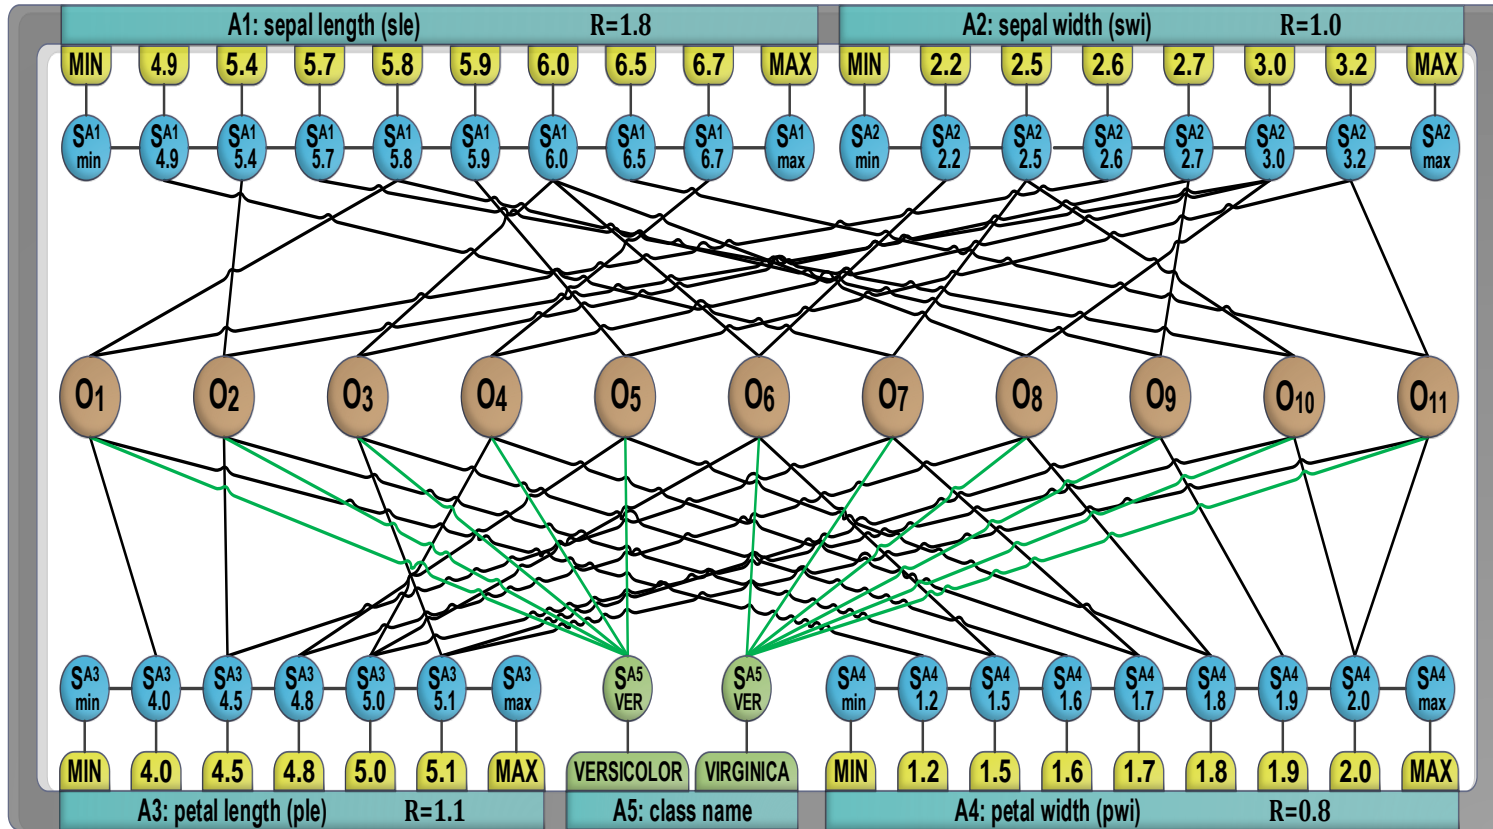 A1: sepal length (sle) R=1.8 A2: sepal width (swi) R=1.0
MIN 4.9 5.4 5.7 5.8 5.9 6.0 6.5 6.7 MAX MIN 2.2 2.5 2.6 2.7 3.0 3.2 MAX
SA1 SA1 SA1 SA1 SA1 SA1 SA1 SA1 SA1 SA1 SA2 SA2 SA2 SA2 SA2 SA2 SA2 SA2
min 4.9 5.4 5.7 5.8 5.9 6.0 6.5 6.7 max min 2.2 2.5 2.6 2.7 3.0 3.2 max
O1 O2 O3 O4 O5 O6 O7 O8 O9 O10 O11
SA3 SA3 SA3 SA3 SA3 SA3 SA3 SA5 SA5 SA4 SA4 SA4 SA4 SA4 SA4 SA4 SA4 SA4
min 4.0 4.5 4.8 5.0 5.1 max VER VER min 1.2 1.5 1.6 1.7 1.8 1.9 2.0 max
MIN 4.0 4.5 4.8 5.0 5.1 MAX VERSICOLOR VIRGINICA MIN 1.2 1.5 1.6 1.7 1.8 1.9 2.0 MAX
A3: petal length (ple) R=1.1 A5: class name A4: petal width (pwi) R=0.8